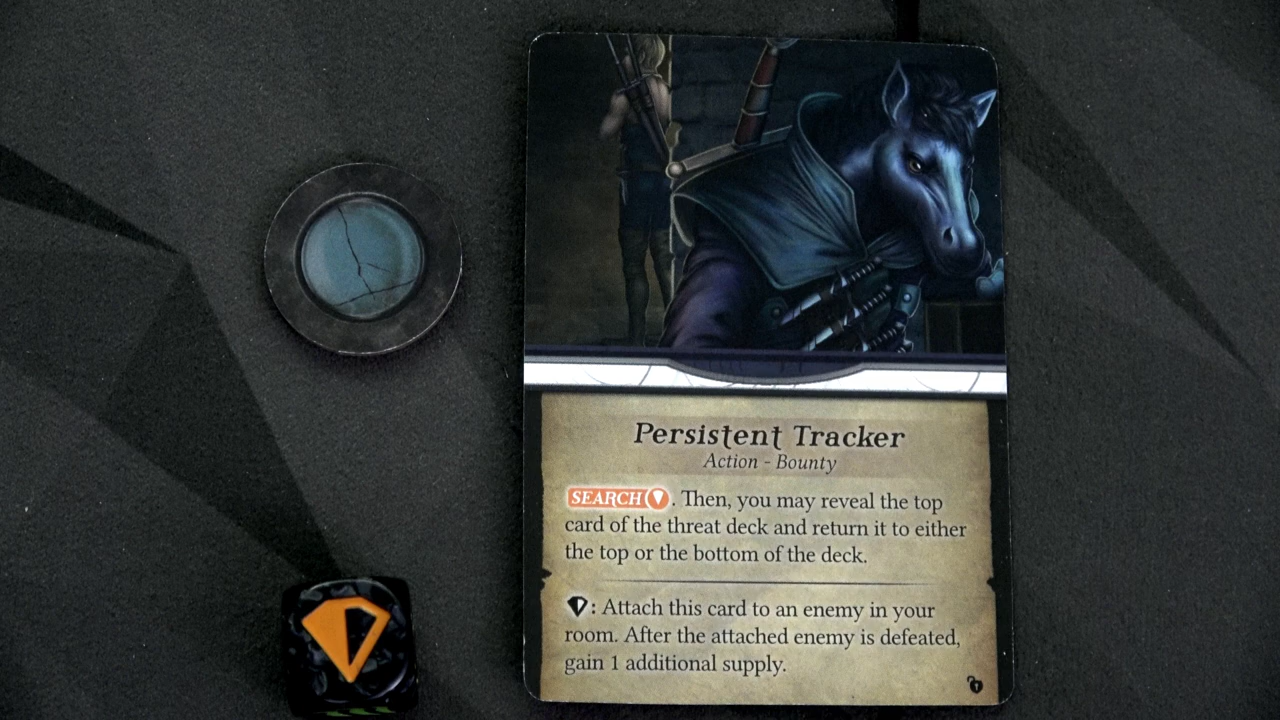 Persistent Tracker
Action - Bounty
SEARCH . Then, you may reveal the top
card of the threat deck and return it to either
the top or the bottom of the deck.
: Attach this card to an enemy in your
room. After the attached enemy is defeated,
gain 1 additional supply.